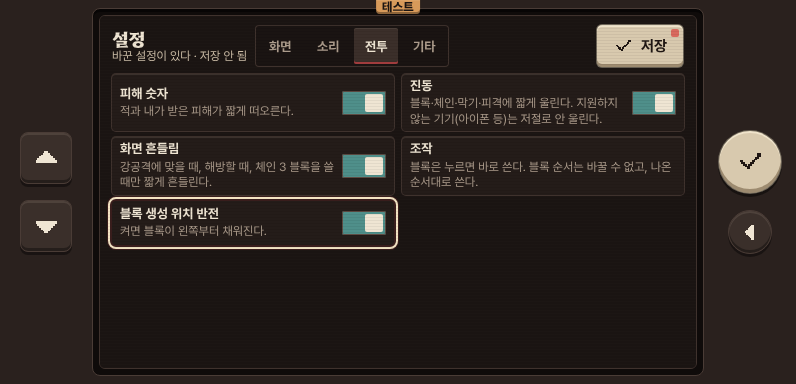 테스트
설정
바꾼 설정이 있다 · 저장 안 됨
화면
소리
전투
기타
저장
피해 숫자
적과 내가 받은 피해가 짧게 떠오른다.
진동
블록·체인·막기·피격에 짧게 울린다. 지원하지
않는 기기(아이폰 등)는 저절로 안 울린다.
화면 흔들림
강공격에 맞을 때, 해방할 때, 체인 3 블록을 쓸
때만 짧게 흔들린다.
조작
블록은 누르면 바로 쓴다. 블록 순서는 바꿀 수 없고, 나온
순서대로 쓴다.
블록 생성 위치 반전
켜면 블록이 왼쪽부터 채워진다.